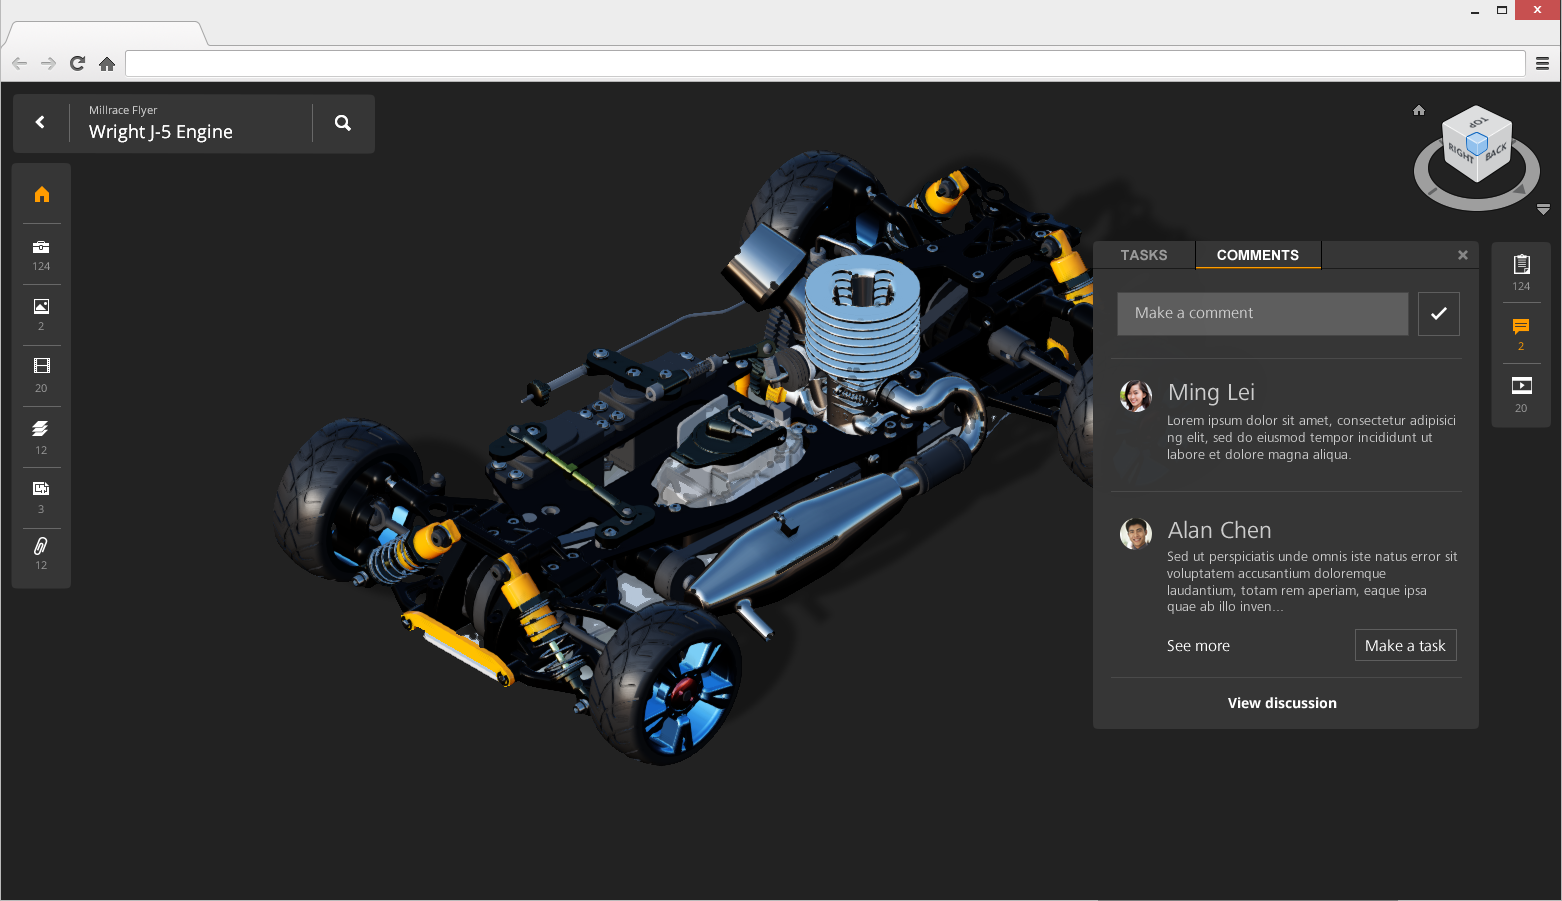 Millrace Flyer
Wright J-5 Engine
124
2
20
12
3
12
TOP
RIGHT
BACK
TASKS
COMMENTS
Make a comment
Ming Lei
Lorem ipsum dolor sit amet, consectetur adipisici
ng elit, sed do eiusmod tempor incididunt ut
labore et dolore magna aliqua.
Alan Chen
Sed ut perspiciatis unde omnis iste natus error sit
voluptatem accusantium doloremque
laudantium, totam rem aperiam, eaque ipsa
quae ab illo inven...
See more
Make a task
View discussion
124
2
20